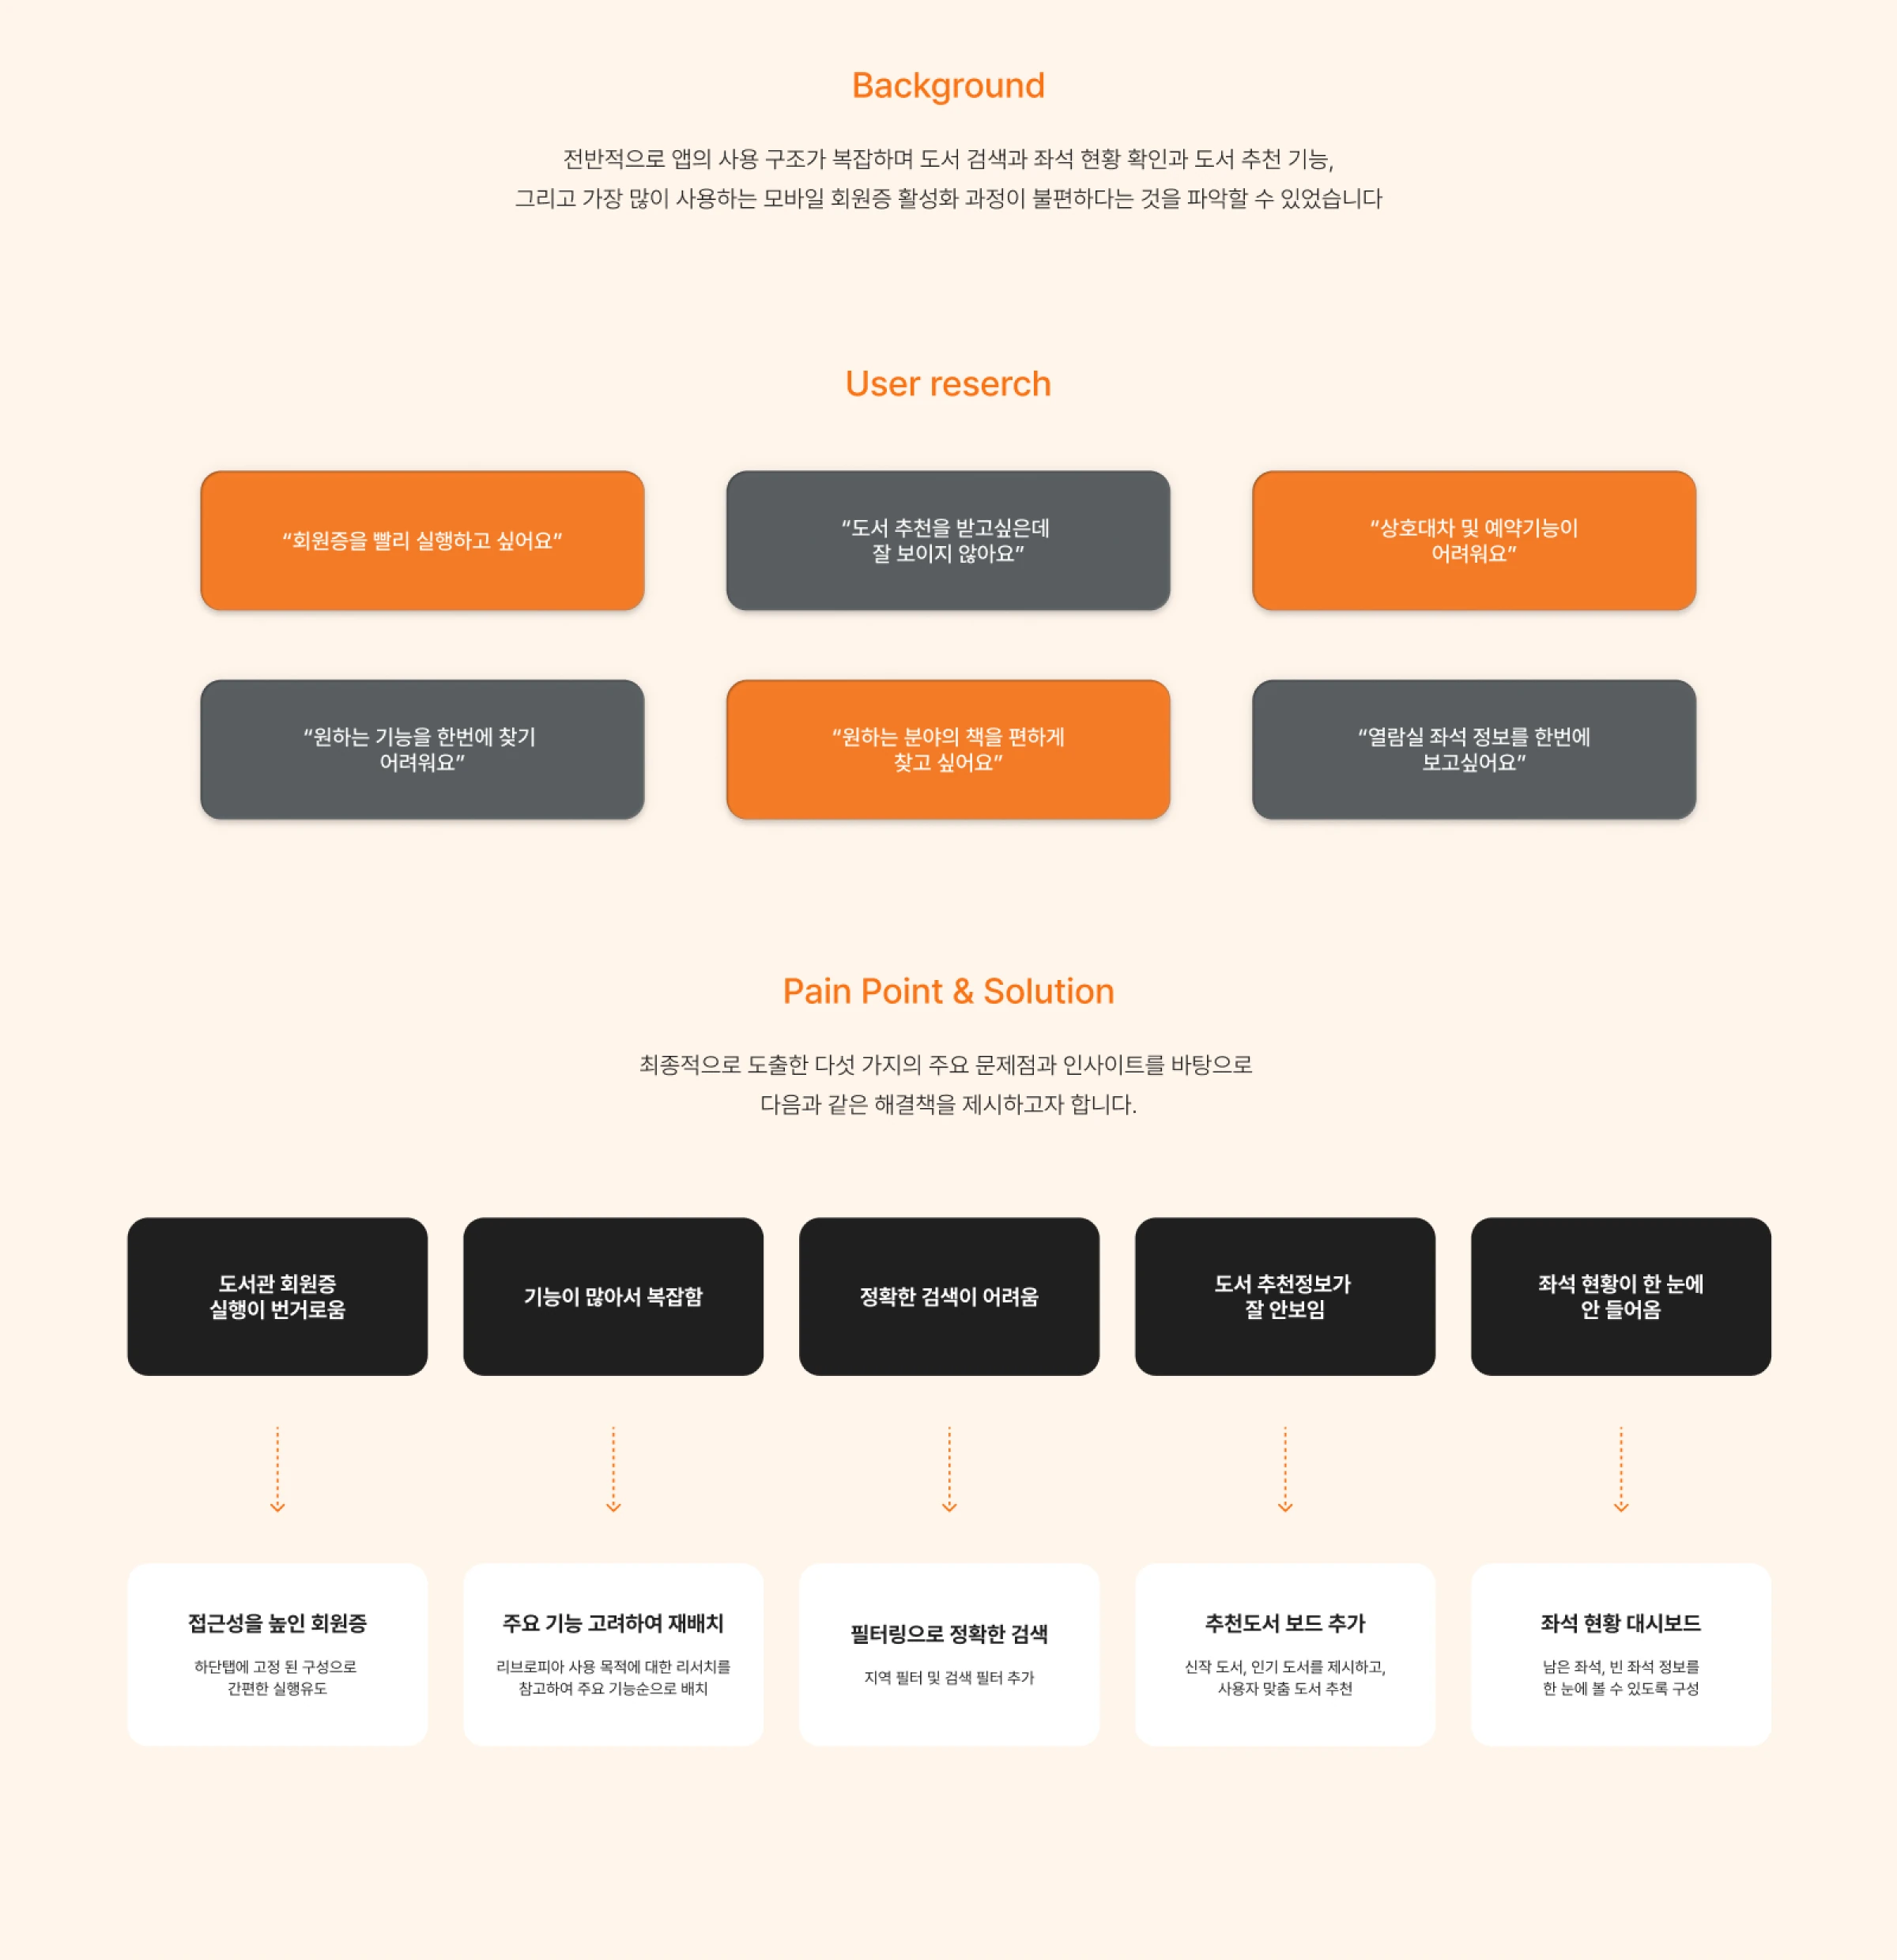 Background
전반적으로 앱의 사용 구조가 복잡하며 도서 검색과 좌석 현황 확인과 도서 추천 기능,
그리고 가장 많이 사용하는 모바일 회원증 활성화 과정이 불편하다는 것을 파악할 수 있었습니다
User reserch
“회원증을 빨리 실행하고 싶어요”
“도서 추천을 받고싶은데
잘 보이지 않아요”
“상호대차 및 예약기능이
어려워요”
“원하는 기능을 한번에 찾기
어려워요”
“원하는 분야의 책을 편하게
찾고 싶어요”
“열람실 좌석 정보를 한번에
보고싶어요”
Pain Point & Solution
최종적으로 도출한 다섯 가지의 주요 문제점과 인사이트를 바탕으로
다음과 같은 해결책을 제시하고자 합니다.
도서관 회원증
실행이 번거로움
기능이 많아서 복잡함
정확한 검색이 어려움
도서 추천정보가
잘 안보임
좌석 현황이 한 눈에
안 들어옴
접근성을 높인 회원증
하단탭에 고정 된 구성으로
간편한 실행유도
주요 기능 고려하여 재배치
리브로피아 사용 목적에 대한 리서치를
참고하여 주요 기능순으로 배치
필터링으로 정확한 검색
지역 필터 및 검색 필터 추가
추천도서 보드 추가
신작 도서, 인기 도서를 제시하고,
사용자 맞춤 도서 추천
좌석 현황 대시보드
남은 좌석, 빈 좌석 정보를
한 눈에 볼 수 있도록 구성